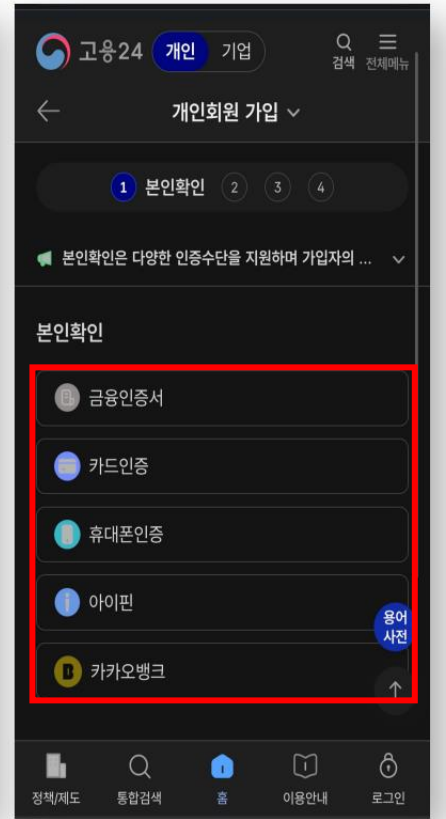 고용24 개인 기업 검색 전체메뉴
개인회원 가입
1 본인확인 2 3 4
본인확인은 다양한 인증수단을 지원하며 가입자의 ...
본인확인
금융인증서
카드인증
휴대폰인증
아이핀
용어
사전
카카오뱅크
정책/제도 통합검색 홈 이용안내 로그인